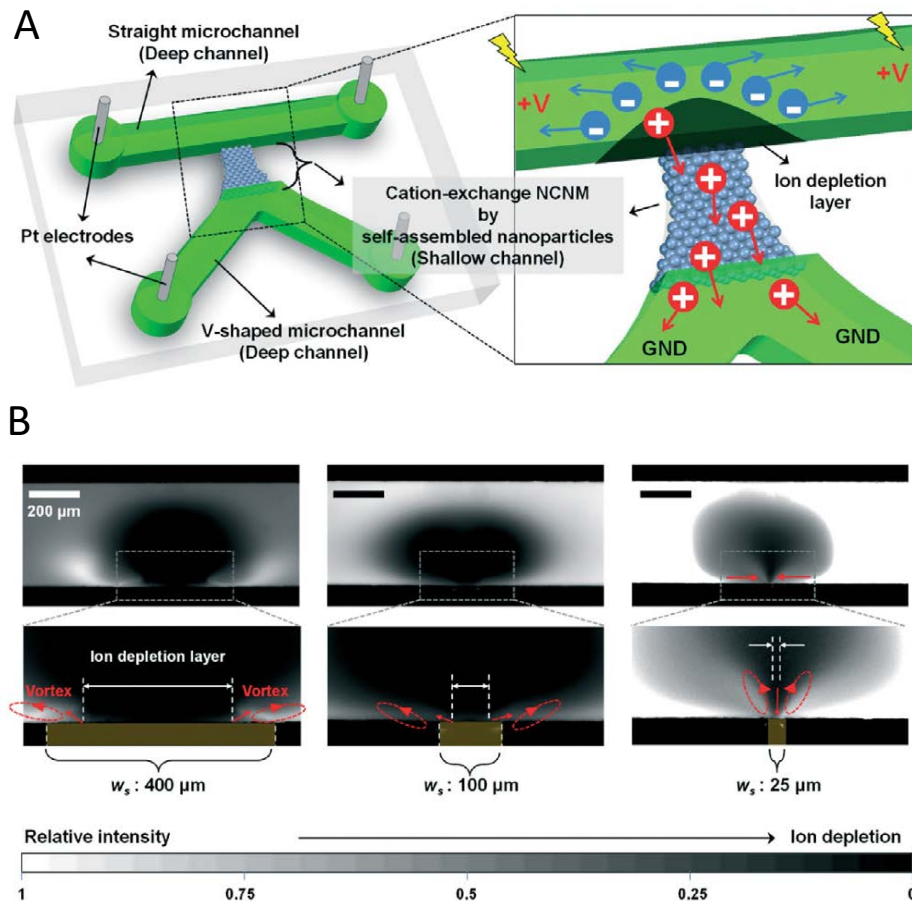 A
Straight microchannel
(Deep channel)
Pt electrodes
V-shaped microchannel
(Deep channel)
Cation-exchange NCNM
by
self-assembled nanoparticles
(Shallow channel)
+V
+V
Ion depletion
layer
GND
GND
B
200 μm
Ion depletion layer
Vortex
Vortex
ws : 400 μm
ws : 100 μm
ws : 25 μm
Relative intensity
Ion depletion
1
0.75
0.5
0.25
0